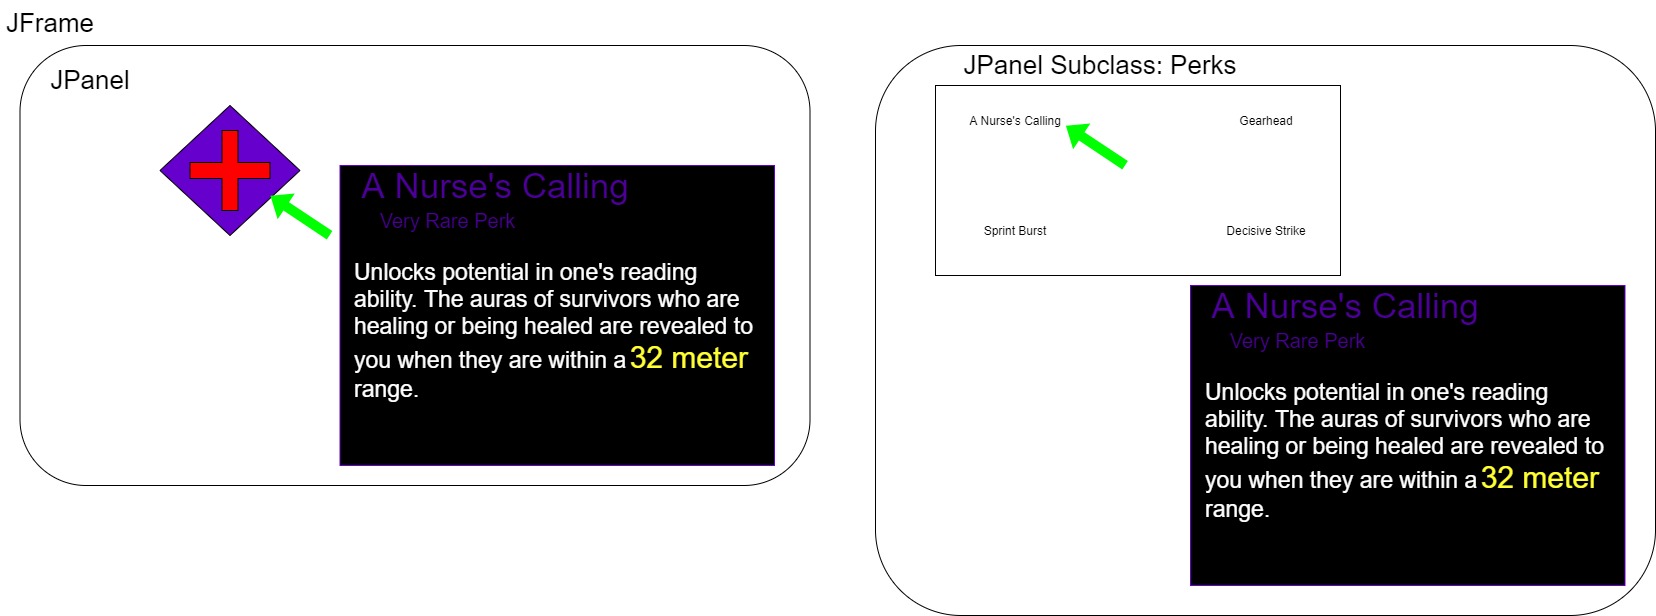 JFrame
JPanel
A Nurse's Calling
Very Rare Perk
Unlocks potential in one's reading
ability. The auras of survivors who are
healing or being healed are revealed to
you when they are within a 32 meter
range.
JPanel Subclass: Perks
A Nurse's Calling
Gearhead
Sprint Burst
Decisive Strike
A Nurse's Calling
Very Rare Perk
Unlocks potential in one's reading
ability. The auras of survivors who are
healing or being healed are revealed to
you when they are within a 32 meter
range.